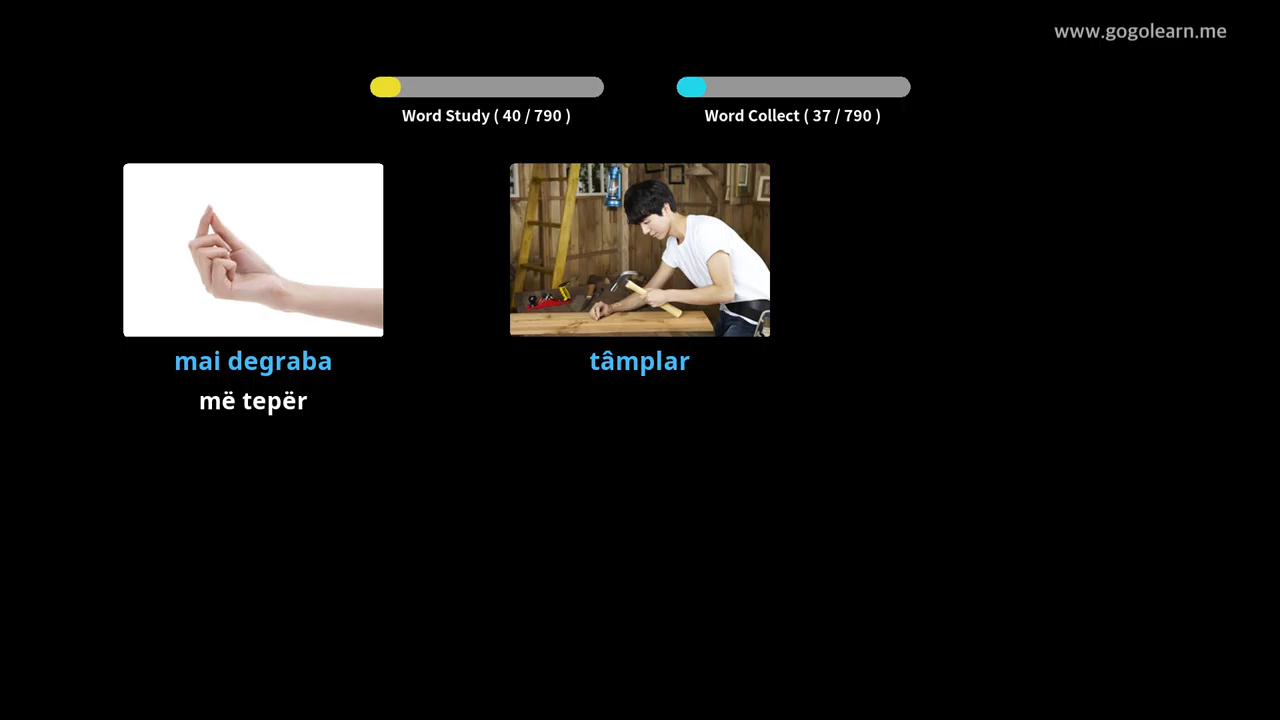 www.gogolearn.me
Word Study ( 40 / 790 )
Word Collect ( 37 / 790 )
mai degraba
tâmplar
më tepër